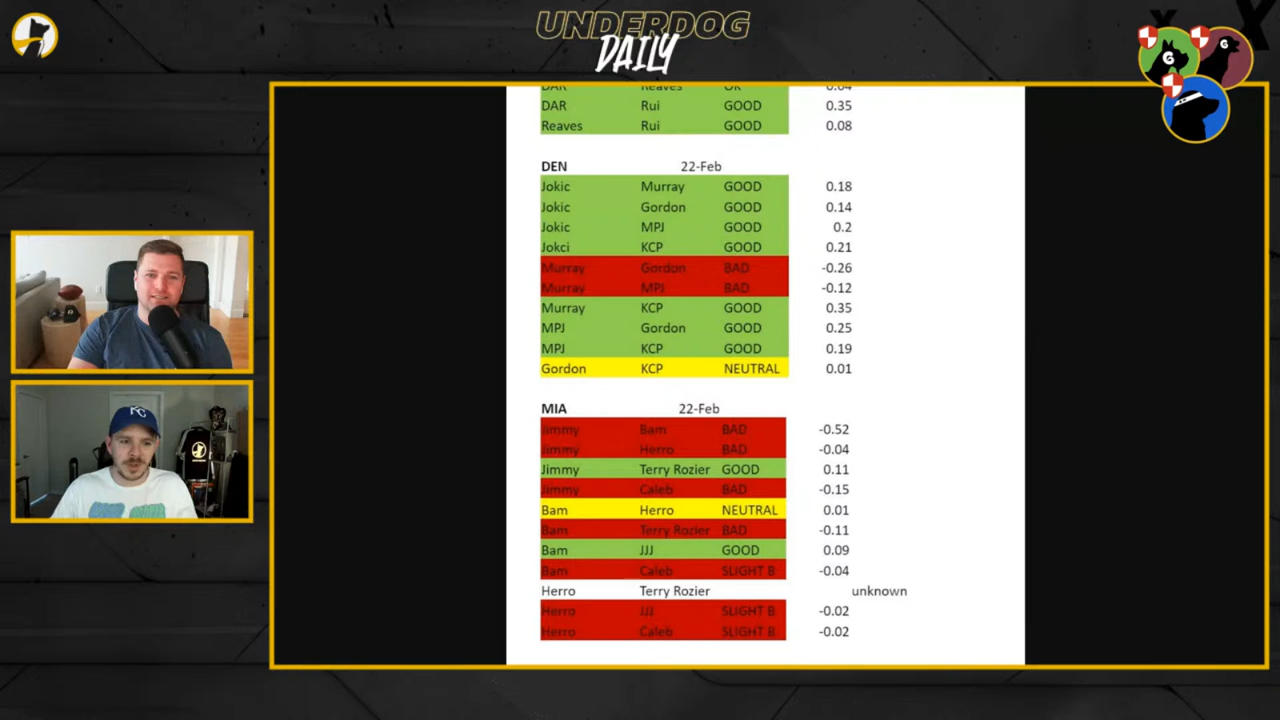 UNDERDOG
DAILY
DAR Reaves OK 0.04
DAR Rui GOOD 0.35
Reaves Rui GOOD 0.08
DEN 22-Feb
Jokic Murray GOOD 0.18
Jokic Gordon GOOD 0.14
Jokic MPJ GOOD 0.2
Jokci KCP GOOD 0.21
Murray Gordon BAD -0.26
Murray MPJ BAD -0.12
Murray KCP GOOD 0.35
MPJ Gordon GOOD 0.25
MPJ KCP GOOD 0.19
Gordon KCP NEUTRAL 0.01
MIA 22-Feb
Jimmy Bam BAD -0.52
Jimmy Herro BAD -0.04
Jimmy Terry Rozier GOOD 0.11
Jimmy Caleb BAD -0.15
Bam Herro NEUTRAL 0.01
Bam Terry Rozier BAD -0.11
Bam JJJ GOOD 0.09
Bam Caleb SLIGHT B -0.04
Herro Terry Rozier unknown
Herro JJJ SLIGHT B -0.02
Herro Caleb SLIGHT B -0.02
G
G
KC